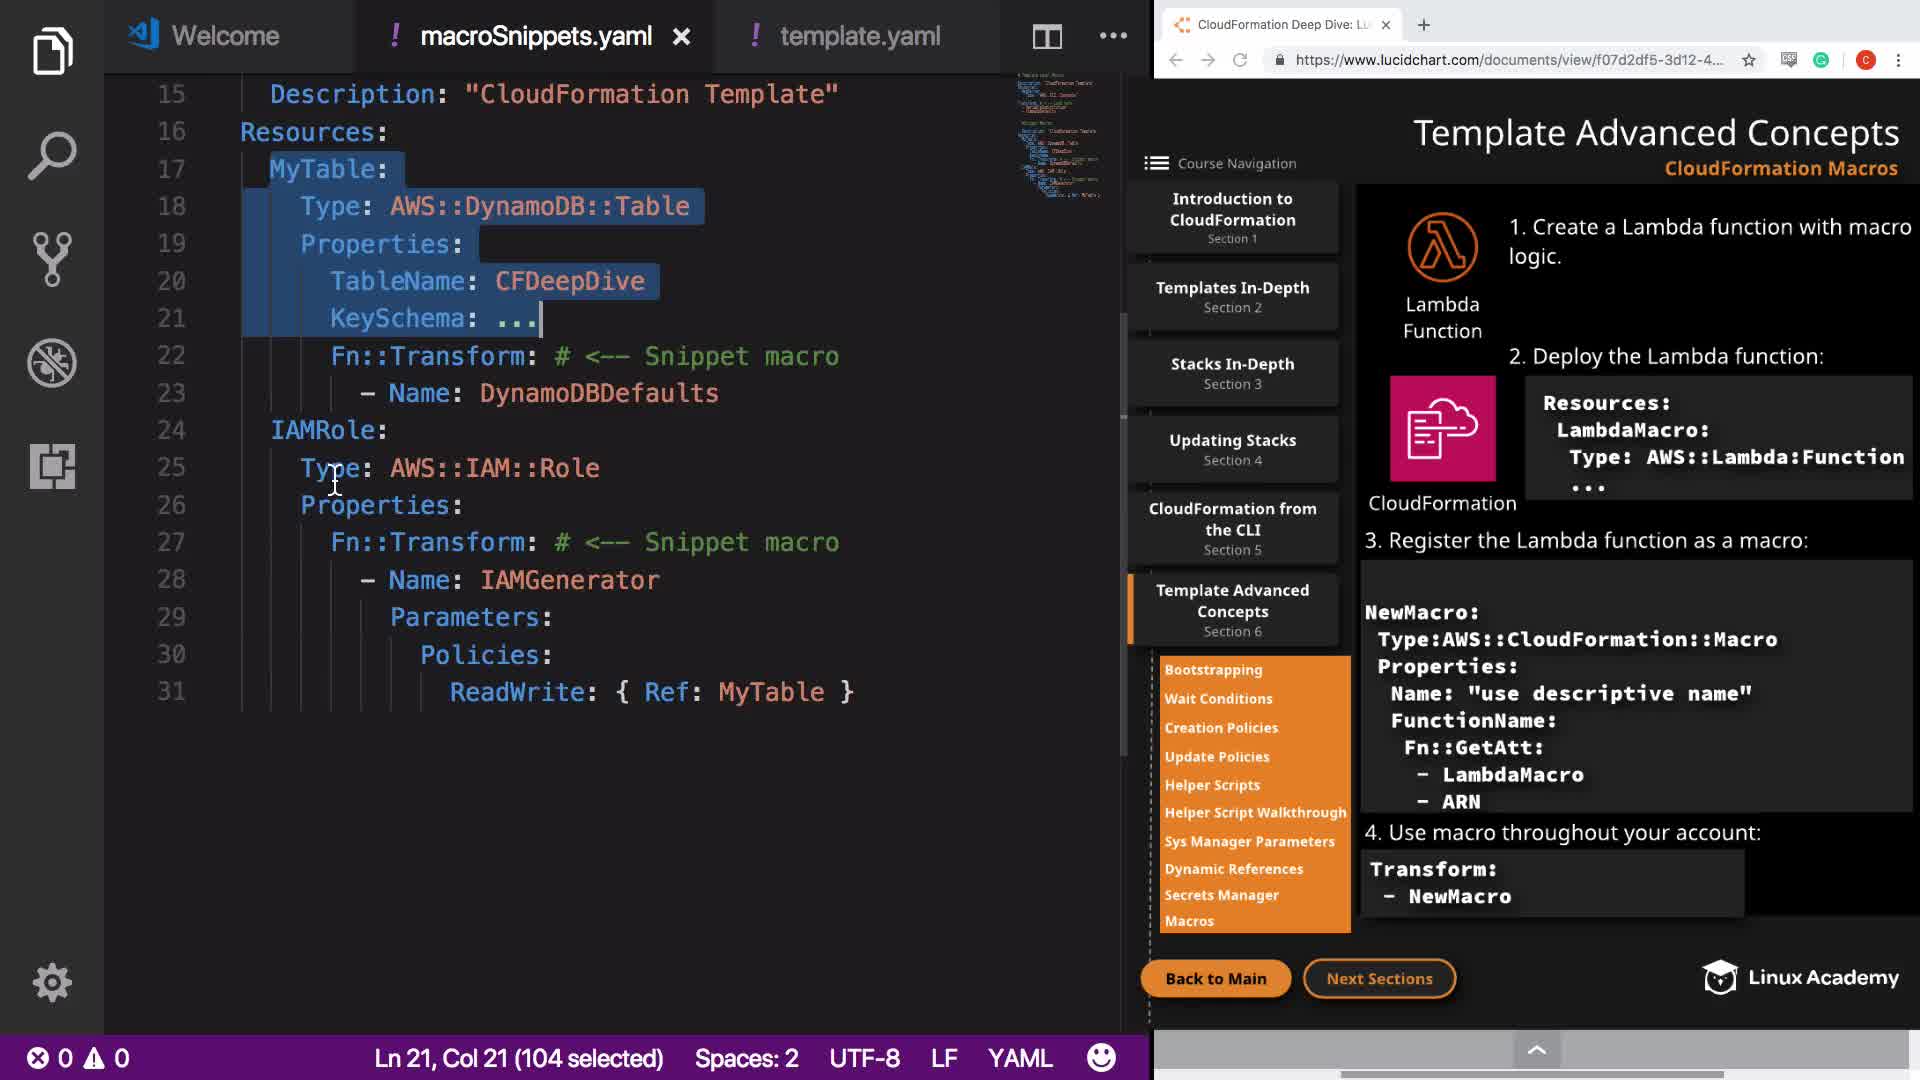 Welcome
! macroSnippets.yaml ×
! template.yaml
15 Description: "CloudFormation Template"
16 Resources:
17 MyTable:
18 Type: AWS::DynamoDB::Table
19 Properties:
20 TableName: CFDeepDive
21 KeySchema: ...
22 Fn::Transform: # <-- Snippet macro
23 - Name: DynamoDBDefaults
24 IAMRole:
25 Type: AWS::IAM::Role
26 Properties:
27 Fn::Transform: # <-- Snippet macro
28 - Name: IAMGenerator
29 Parameters:
30 Policies:
31 ReadWrite: { Ref: MyTable }
0 0
Ln 21, Col 21 (104 selected)
Spaces: 2
UTF-8
LF
YAML
CloudFormation Deep Dive: Lu
https://www.lucidchart.com/documents/view/f07d2df5-3d12-4...
C
Template Advanced Concepts
CloudFormation Macros
Course Navigation
Introduction to
CloudFormation
Section 1
Templates In-Depth
Section 2
Stacks In-Depth
Section 3
Updating Stacks
Section 4
CloudFormation from
the CLI
Section 5
Template Advanced
Concepts
Section 6
Bootstrapping
Wait Conditions
Creation Policies
Update Policies
Helper Scripts
Helper Script Walkthrough
Sys Manager Parameters
Dynamic References
Secrets Manager
Macros
Lambda
Function
1. Create a Lambda function with macro
logic.
2. Deploy the Lambda function:
CloudFormation
Resources:
LambdaMacro:
Type: AWS::Lambda:Function
...
3. Register the Lambda function as a macro:
NewMacro:
Type:AWS::CloudFormation::Macro
Properties:
Name: "use descriptive name"
FunctionName:
Fn::GetAtt:
- LambdaMacro
- ARN
4. Use macro throughout your account:
Transform:
- NewMacro
Back to Main
Next Sections
Linux Academy